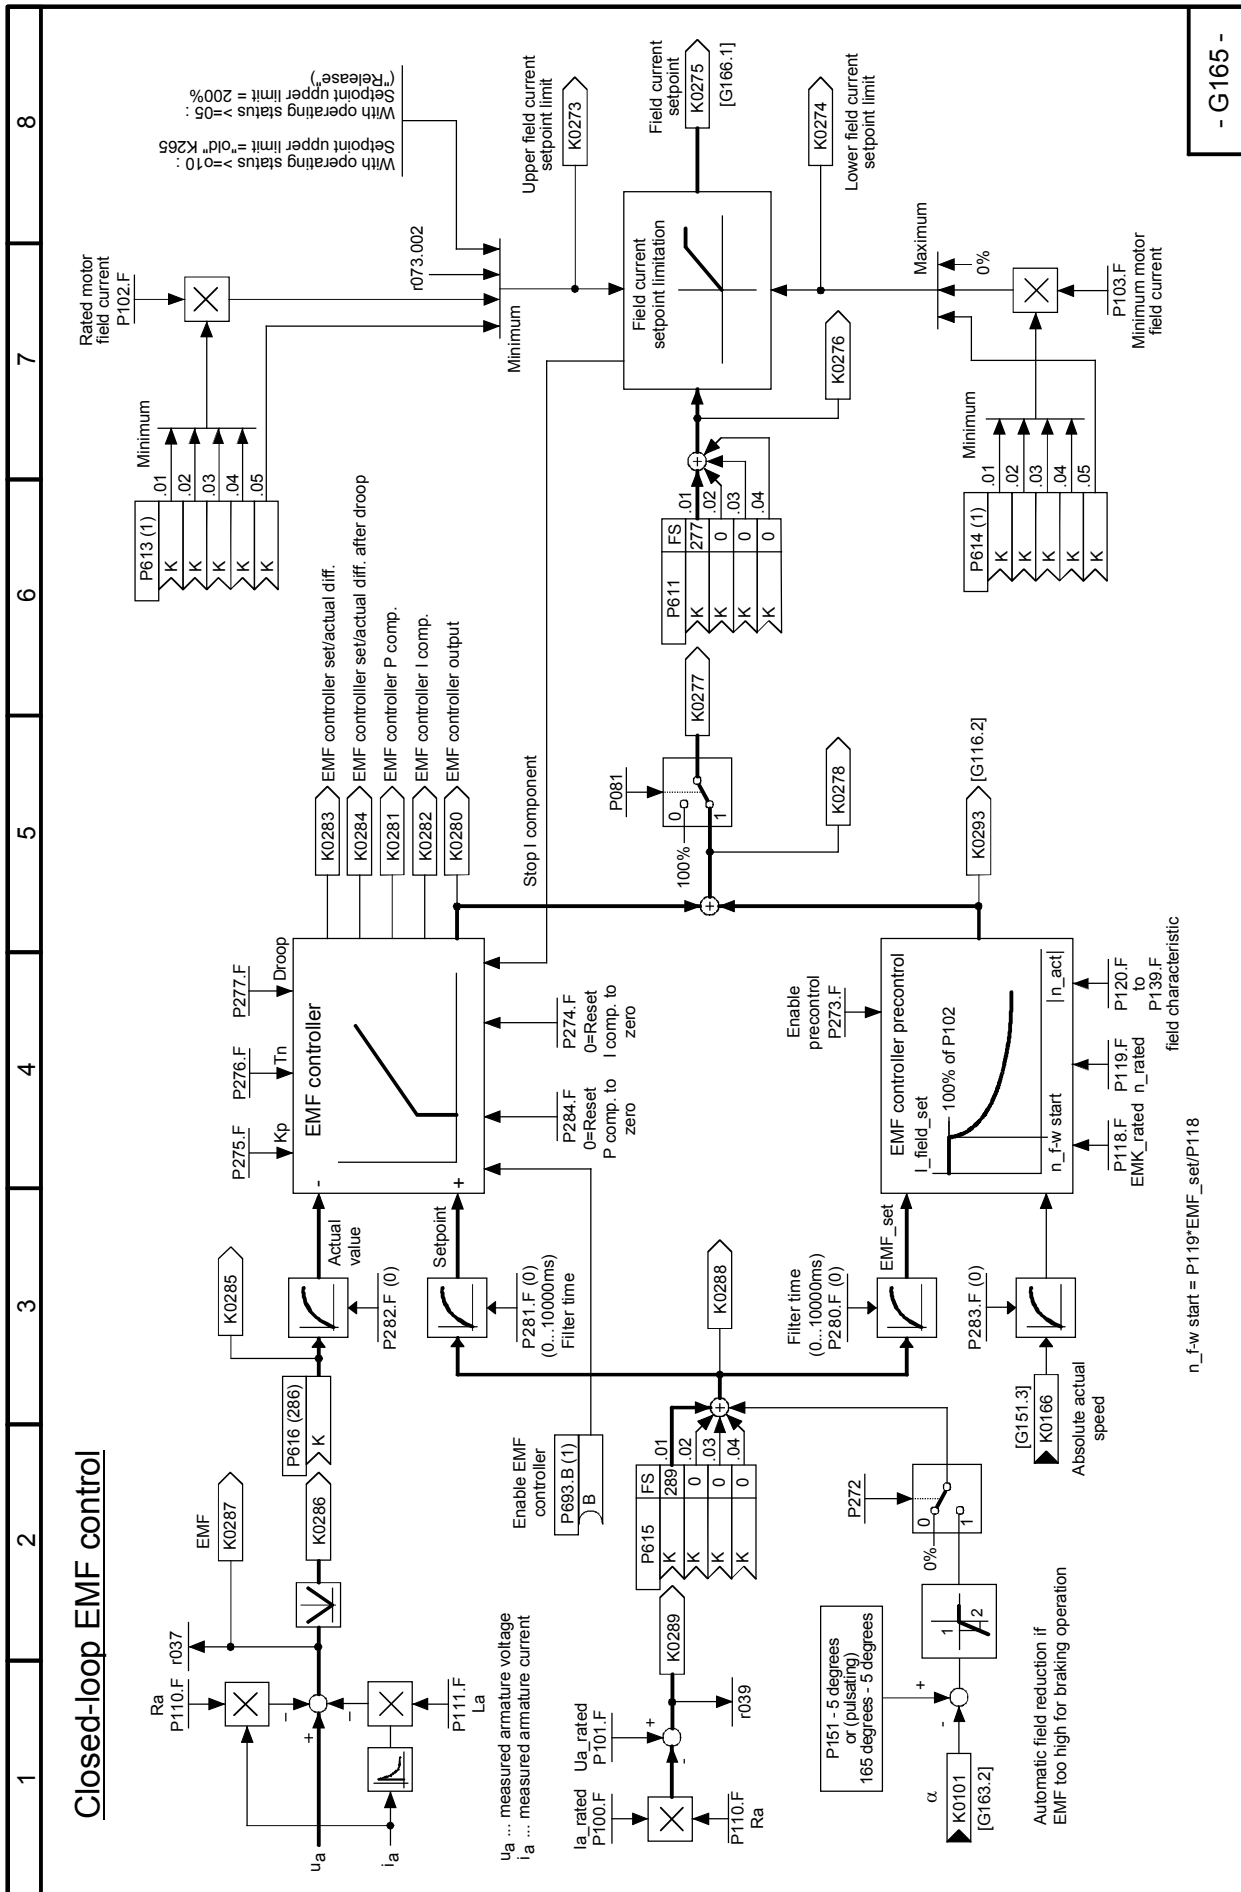 Closed-loop EMF control
1
2
3
4
5
6
7
8
Ra
P110.F
r037
EMF
K0287
K0285
ua
ia
+
–
–
P111.F
La
K0286
P616 (286)
K
P282.F (0)
Actual
value
-
P275.F
Kp
P276.F
Tn
P277.F
Droop
EMF controller
K0283
EMF controller set/actual diff.
K0284
EMF controlller set/actual diff. after droop
K0281
EMF controller P comp.
K0282
EMF controller I comp.
K0280
EMF controller output
ua ... measured armature voltage
ia ... measured armature current
Enable EMF
controller
P693.B (1)
B
Setpoint
+
P281.F (0)
(0...10000ms)
Filter time
P284.F
0=Reset
P comp. to
zero
P274.F
0=Reset
I comp. to
zero
Stop I component
Ia_rated
P100.F
Ua_rated
P101.F
+
-
P110.F
Ra
r039
K0289
P615
FS
K
289
.01
K
0
.02
K
0
.03
K
0
.04
+
K0288
Filter time
(0...10000ms)
P280.F (0)
EMF_set
P283.F (0)
[G151.3]
K0166
Absolute actual
speed
Enable
precontrol
P273.F
EMF controller precontrol
I_field_set
100% of P102
n_f-w start
|n_act|
P118.F
EMK_rated
P119.F
n_rated
P120.F
to
P139.F
field characteristic
n_f-w start = P119*EMF_set/P118
P151 - 5 degrees
or (pulsating)
165 degrees - 5 degrees
+
-
α
K0101
[G163.2]
1
2
P272
0%
0
1
Automatic field reduction if
EMF too high for braking operation
K0293
[G116.2]
+
P081
100%
0
1
K0278
K0277
P611
FS
K
277
.01
K
0
.02
K
0
.03
K
0
.04
+
K0276
P613 (1)
K
.01
K
.02
K
.03
K
.04
K
.05
Minimum
Rated motor
field current
P102.F
Minimum
r073.002
With operating status >=o10 :
Setpoint upper limit ="old" K265
With operating status >=05 :
Setpoint upper limit = 200%
("Release")
Upper field current
setpoint limit
K0273
Field current
setpoint limitation
Field current
setpoint
K0275
[G166.1]
K0274
Lower field current
setpoint limit
Maximum
0%
P614 (1)
K
.01
K
.02
K
.03
K
.04
K
.05
Minimum
P103.F
Minimum motor
field current
- G165 -